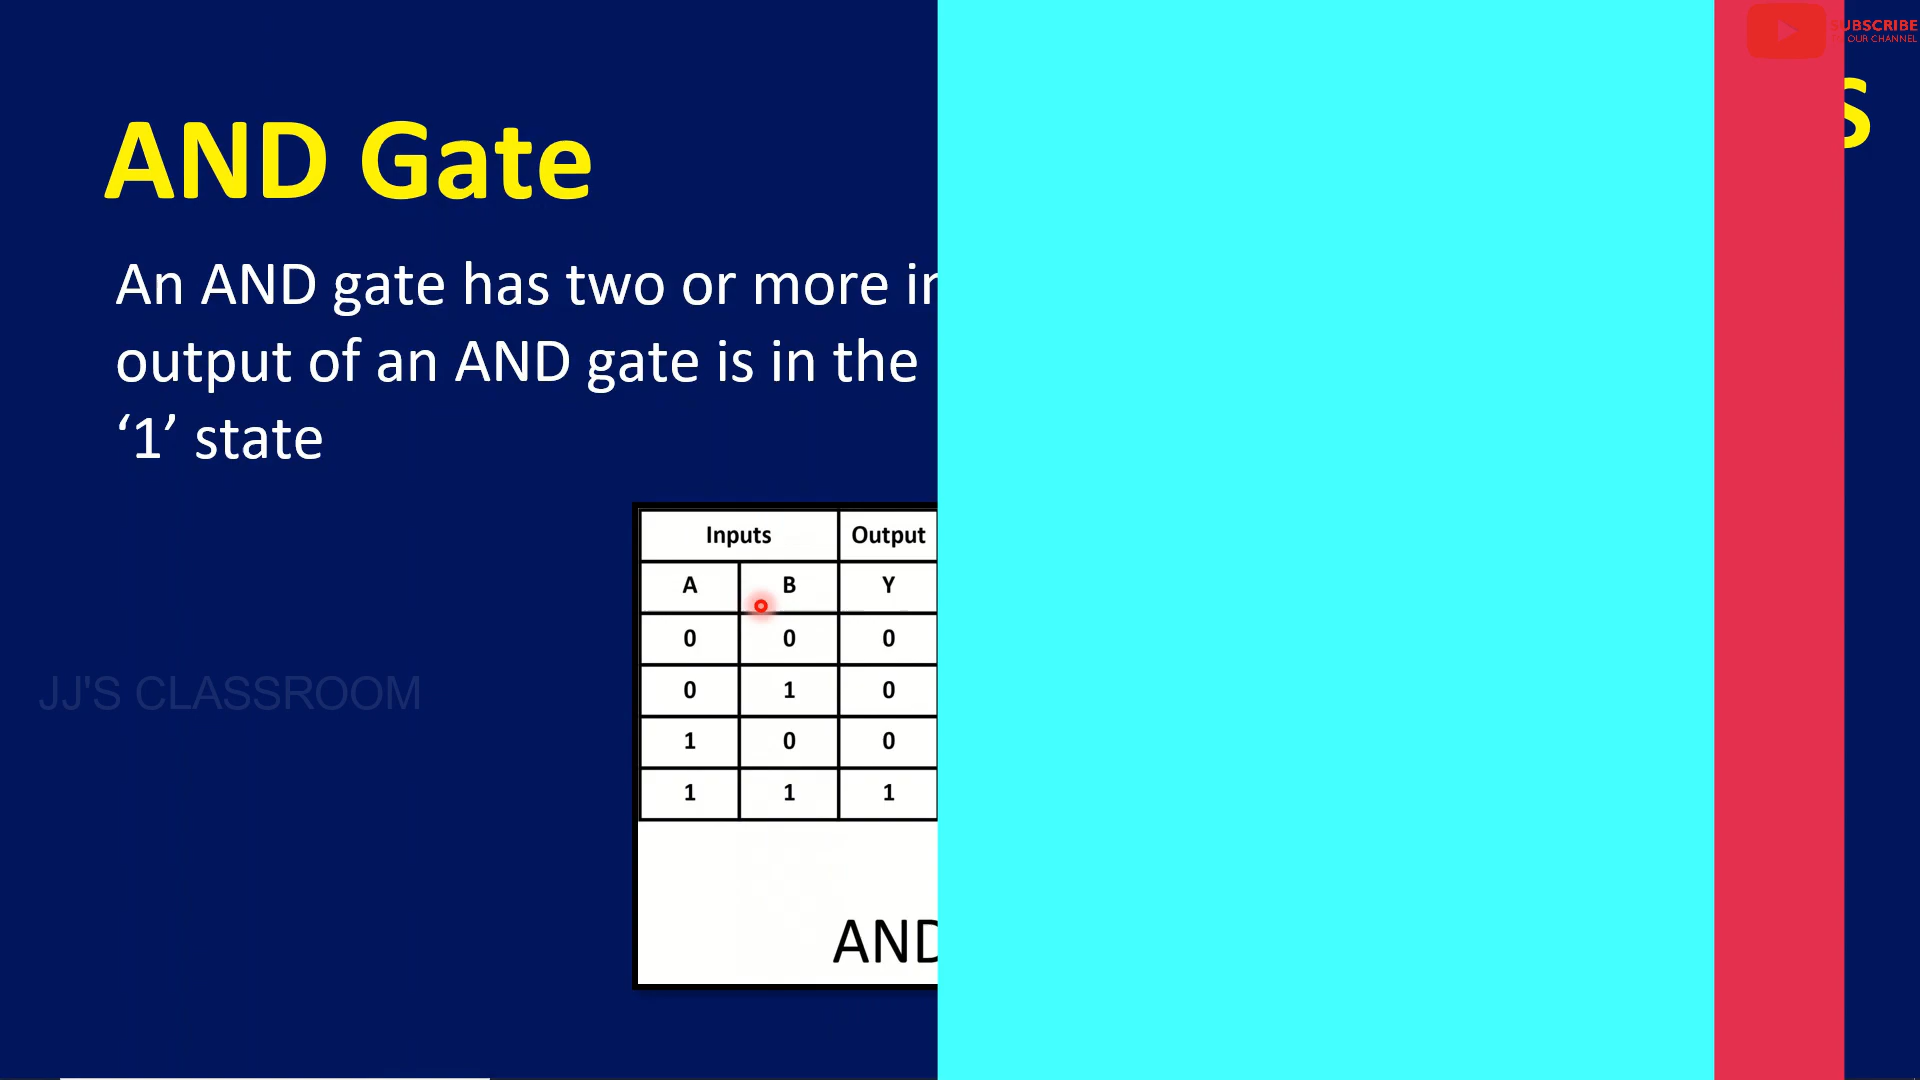 SUBSCRIBE
OUR CHANNEL
S
AND Gate
An AND gate has two or more
output of an AND gate is in the
‘1’ state
Inputs Output
A B Y
0 0 0
0 1 0
1 0 0
1 1 1
JJ'S CLASSROOM
AND